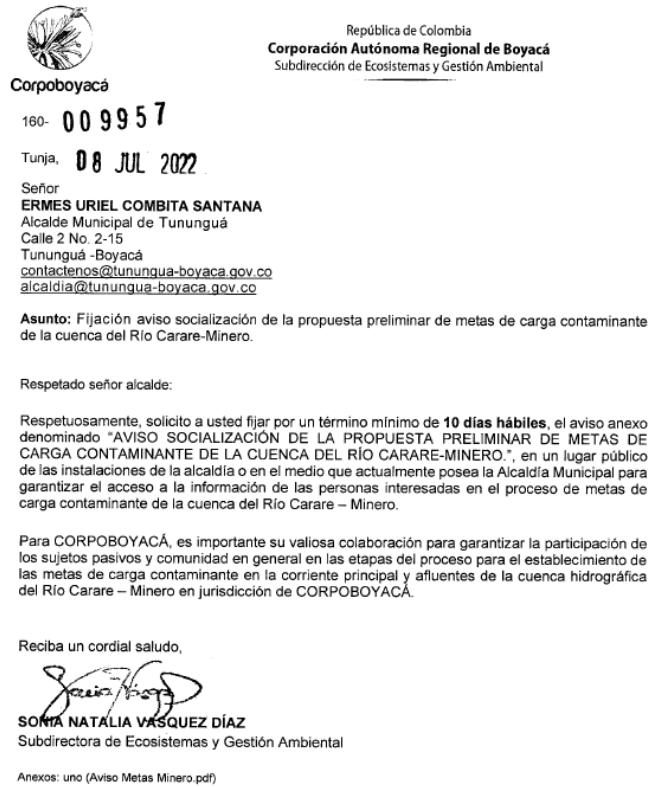 República de Colombia
Corporación Autónoma Regional de Boyacá
Subdirección de Ecosistemas y Gestión Ambiental
Corpoboyacá
160- 009957
Tunja, 08 JUL 2022
Señor
ERMES URIEL COMBITA SANTANA
Alcalde Municipal de Tununguá
Calle 2 No. 2-15
Tununguá -Boyacá
contactenos@tunungua-boyaca.gov.co
alcaldia@tunungua-boyaca.gov.co
Asunto: Fijación aviso socialización de la propuesta preliminar de metas de carga contaminante
de la cuenca del Río Carare-Minero.
Respetado señor alcalde:
Respetuosamente, solicito a usted fijar por un término mínimo de 10 días hábiles, el aviso anexo
denominado "AVISO SOCIALIZACIÓN DE LA PROPUESTA PRELIMINAR DE METAS DE
CARGA CONTAMINANTE DE LA CUENCA DEL RÍO CARARE-MINERO.", en un lugar público
de las instalaciones de la alcaldía o en el medio que actualmente posea la Alcaldía Municipal para
garantizar el acceso a la información de las personas interesadas en el proceso de metas de
carga contaminante de la cuenca del Río Carare – Minero.
Para CORPOBOYACÁ, es importante su valiosa colaboración para garantizar la participación de
los sujetos pasivos y comunidad en general en las etapas del proceso para el establecimiento de
las metas de carga contaminante en la corriente principal y afluentes de la cuenca hidrográfica
del Río Carare – Minero en jurisdicción de CORPOBOYACÁ.
Reciba un cordial saludo,
SONIA NATALIA VASQUEZ DÍAZ
Subdirectora de Ecosistemas y Gestión Ambiental
Anexos: uno (Aviso Metas Minero.pdf)